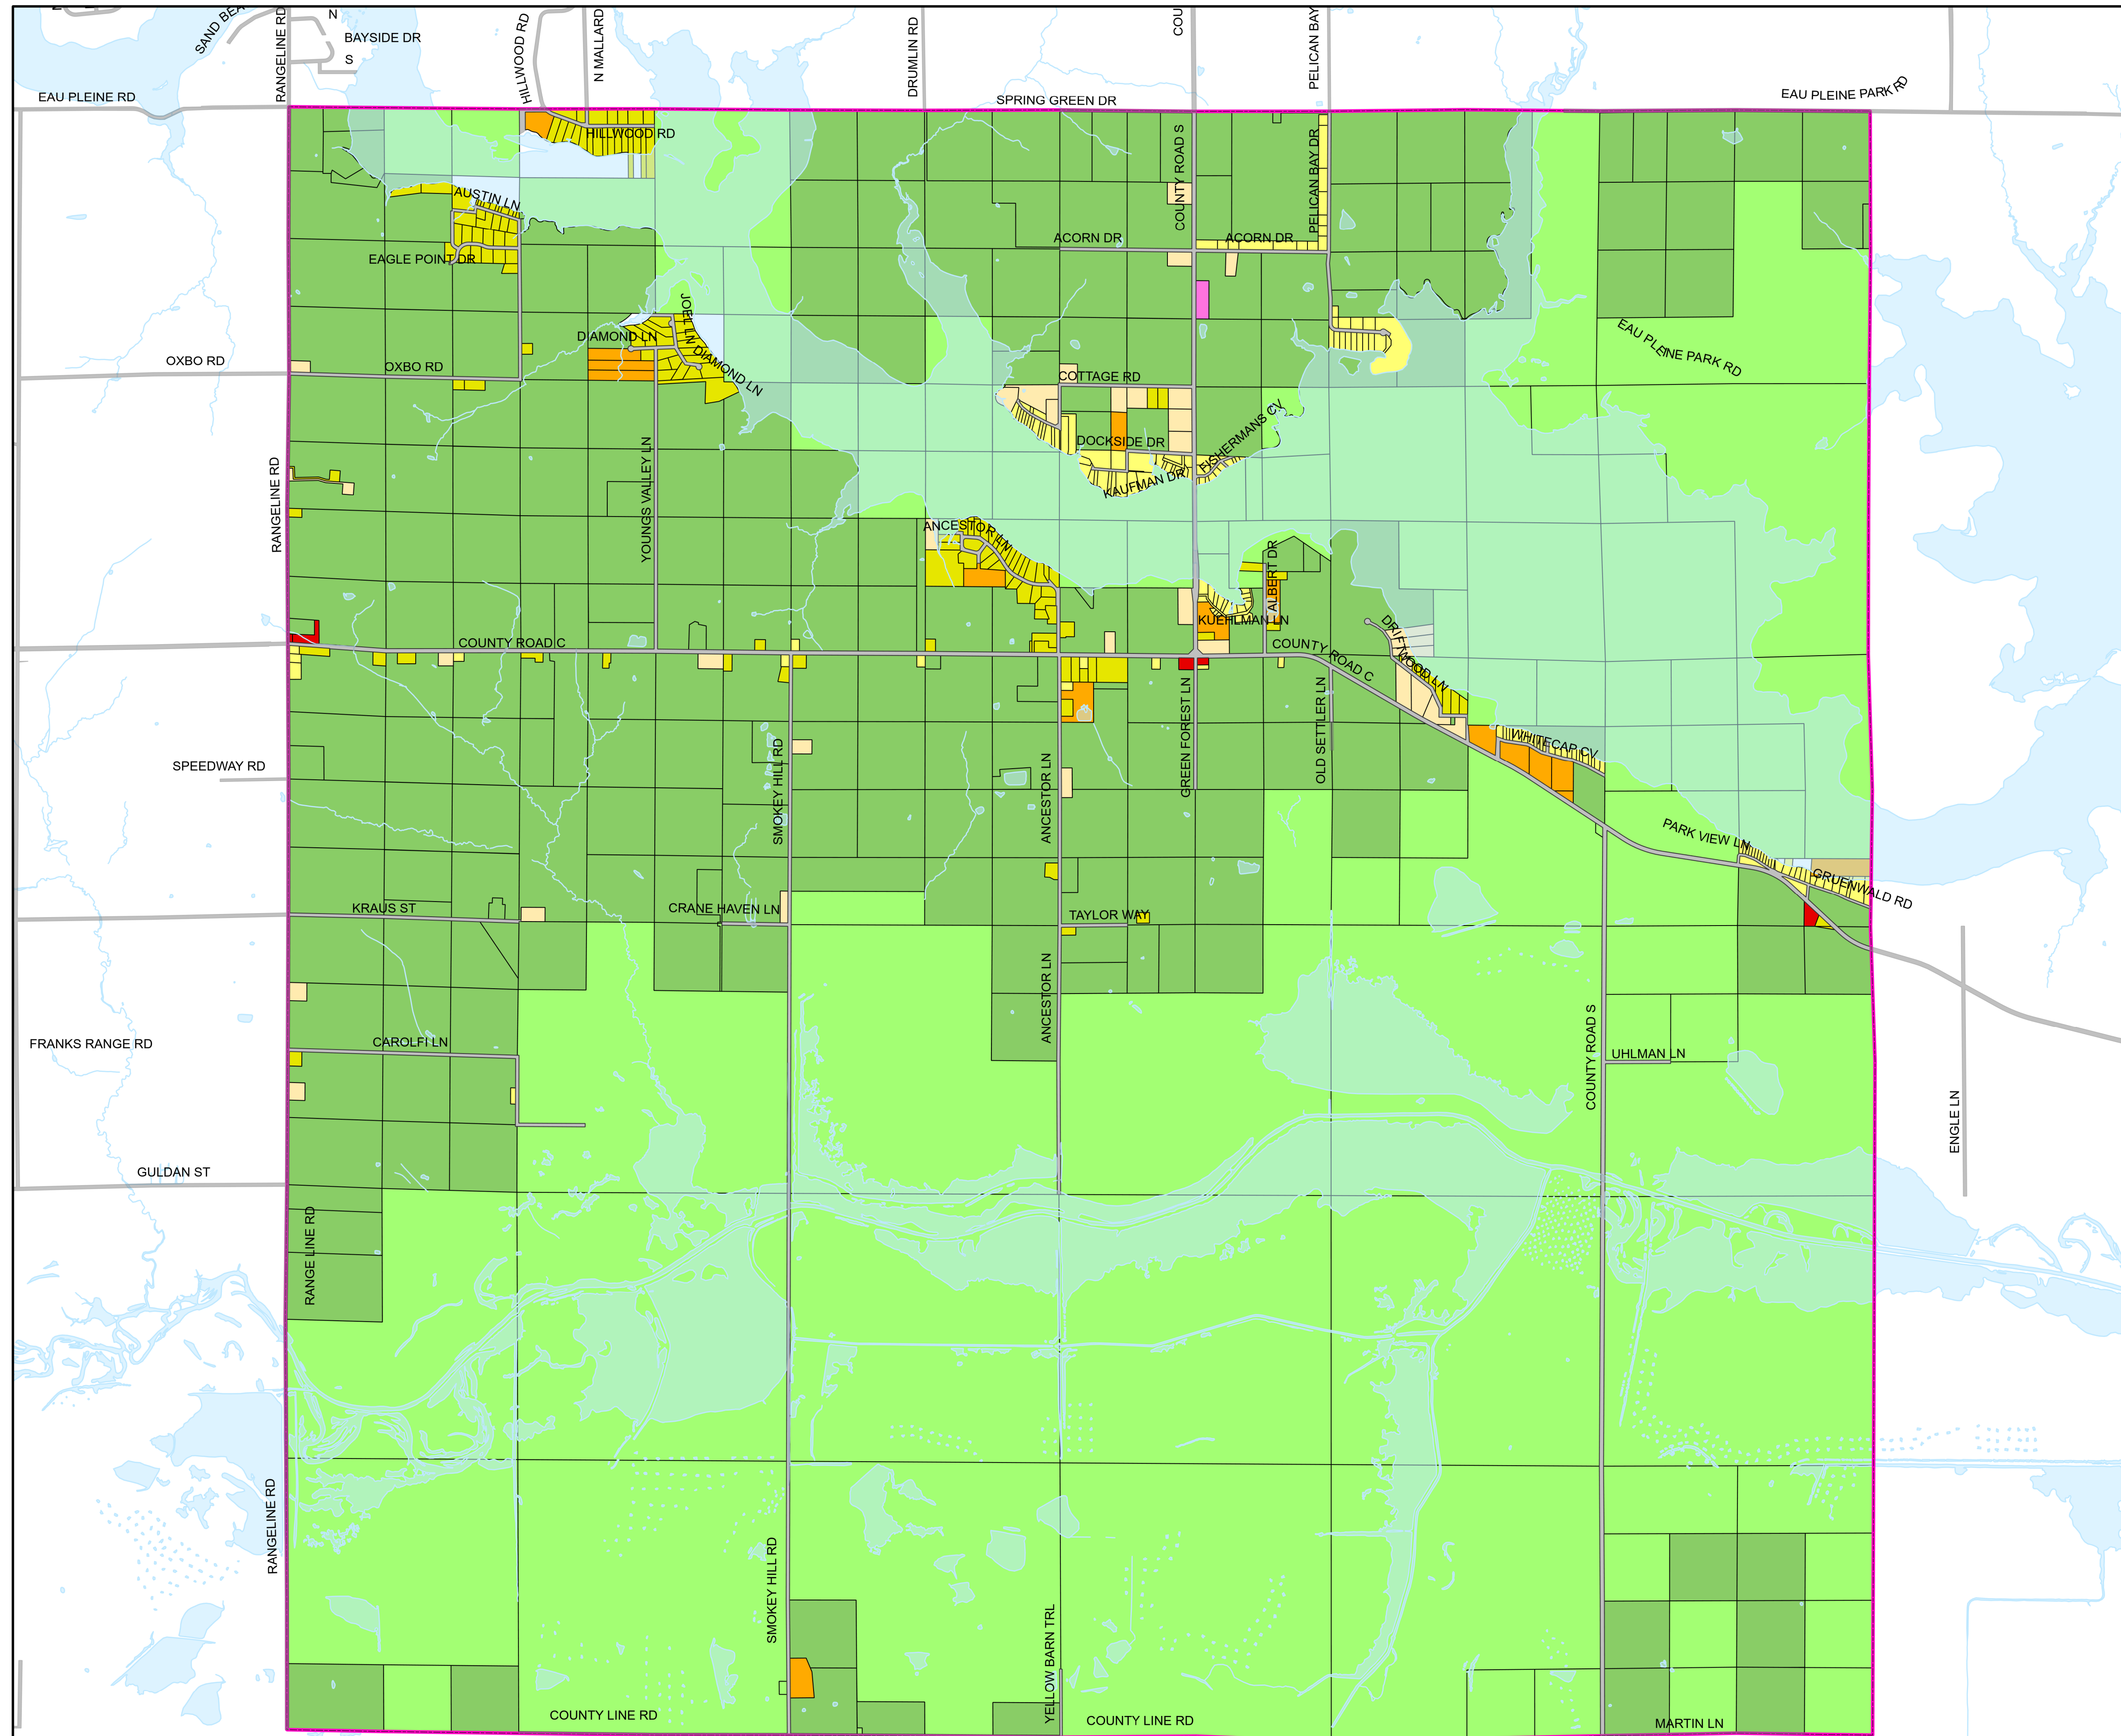 SAND BEA
RANGELINE RD
N
BAYSIDE DR
S
HILLWOOD RD
N MALLARD
DRUMLIN RD
COU
PELICAN BAY
EAU PLEINE RD
SPRING GREEN DR
EAU PLEINE PARK RD
HILLWOOD RD
COUNTY ROAD S
PELICAN BAY DR
AUSTIN LN
ACORN DR
ACORN DR
EAGLE POINT DR
JOEL LN
DIAMOND LN
DIAMOND LN
EAU PLEINE PARK RD
OXBO RD
OXBO RD
COTTAGE RD
DOCKSIDE DR
FISHERMANS CV
KAUFMAN DR
RANGELINE RD
YOUNGS VALLEY LN
ANCESTOR LN
ALBERT DR
KUEHLMAN LN
DRIFTWOOD LN
COUNTY ROAD C
COUNTY ROAD C
GREEN FOREST LN
OLD SETTLER LN
WHITECAP CV
SPEEDWAY RD
SMOKEY HILL RD
ANCESTOR LN
PARK VIEW LN
GRUENWALD RD
KRAUS ST
CRANE HAVEN LN
TAYLOR WAY
ANCESTOR LN
COUNTY ROAD S
FRANKS RANGE RD
CAROLFI LN
UHLMAN LN
ENGLE LN
GULDAN ST
RANGE LINE RD
RANGELINE RD
SMOKEY HILL RD
YELLOW BARN TRL
COUNTY LINE RD
COUNTY LINE RD
MARTIN LN